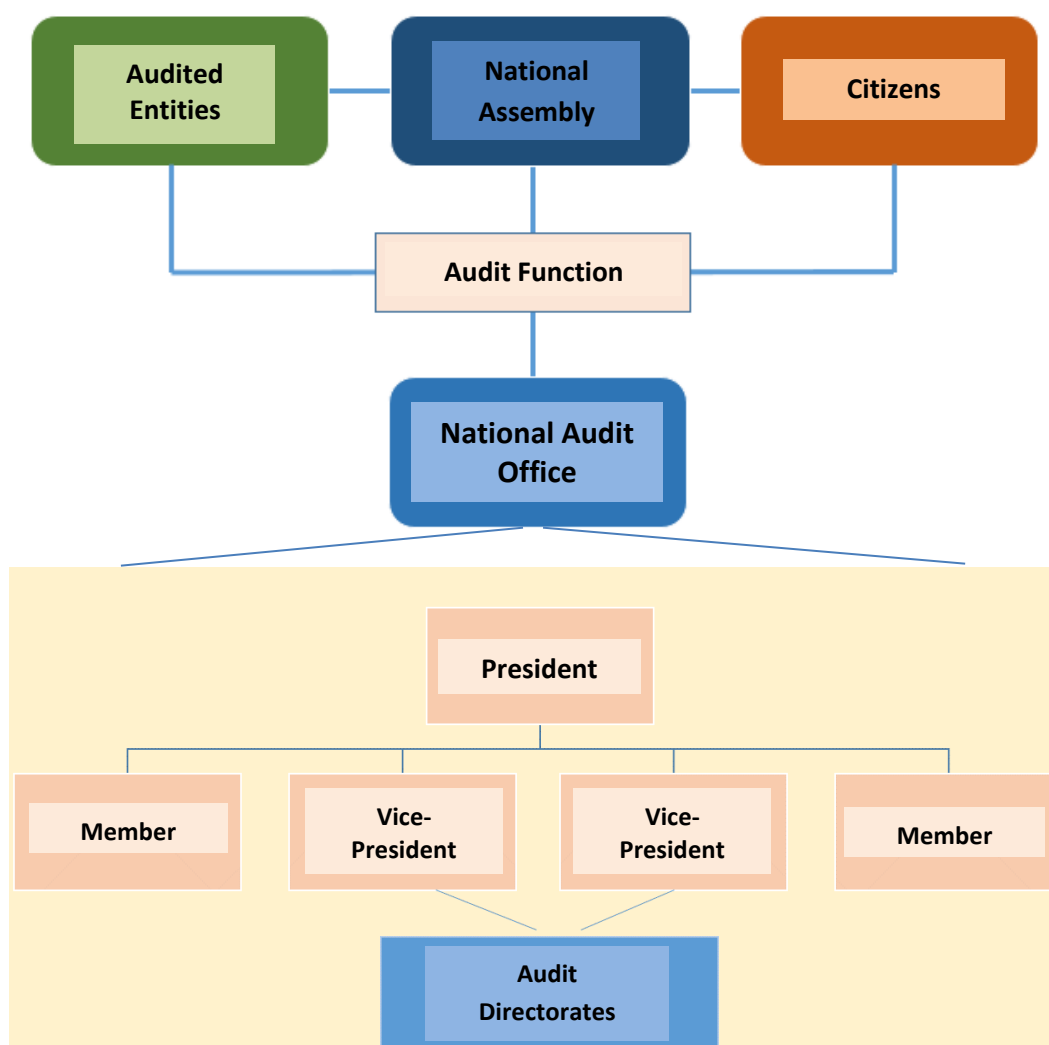 Audited
Entities
National
Assembly
Citizens
Audit Function
National Audit
Office
President
Member
Vice-
President
Vice-
President
Member
Audit
Directorates